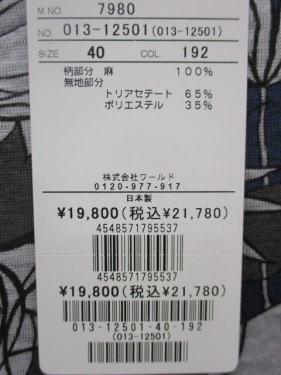 M NO. 7980
NO. 013-12501(013-12501)
SIZE 40 COL. 192
柄部分 麻 100%
無地部分
トリアセテート 65%
ポリエステル 35%
株式会社ワールド
0120-977-917
日本製
¥19,800(税込¥21,780)
4548571795537
4548571795537
¥19,800(税込¥21,780)
013-12501-40-192
(013-12501)